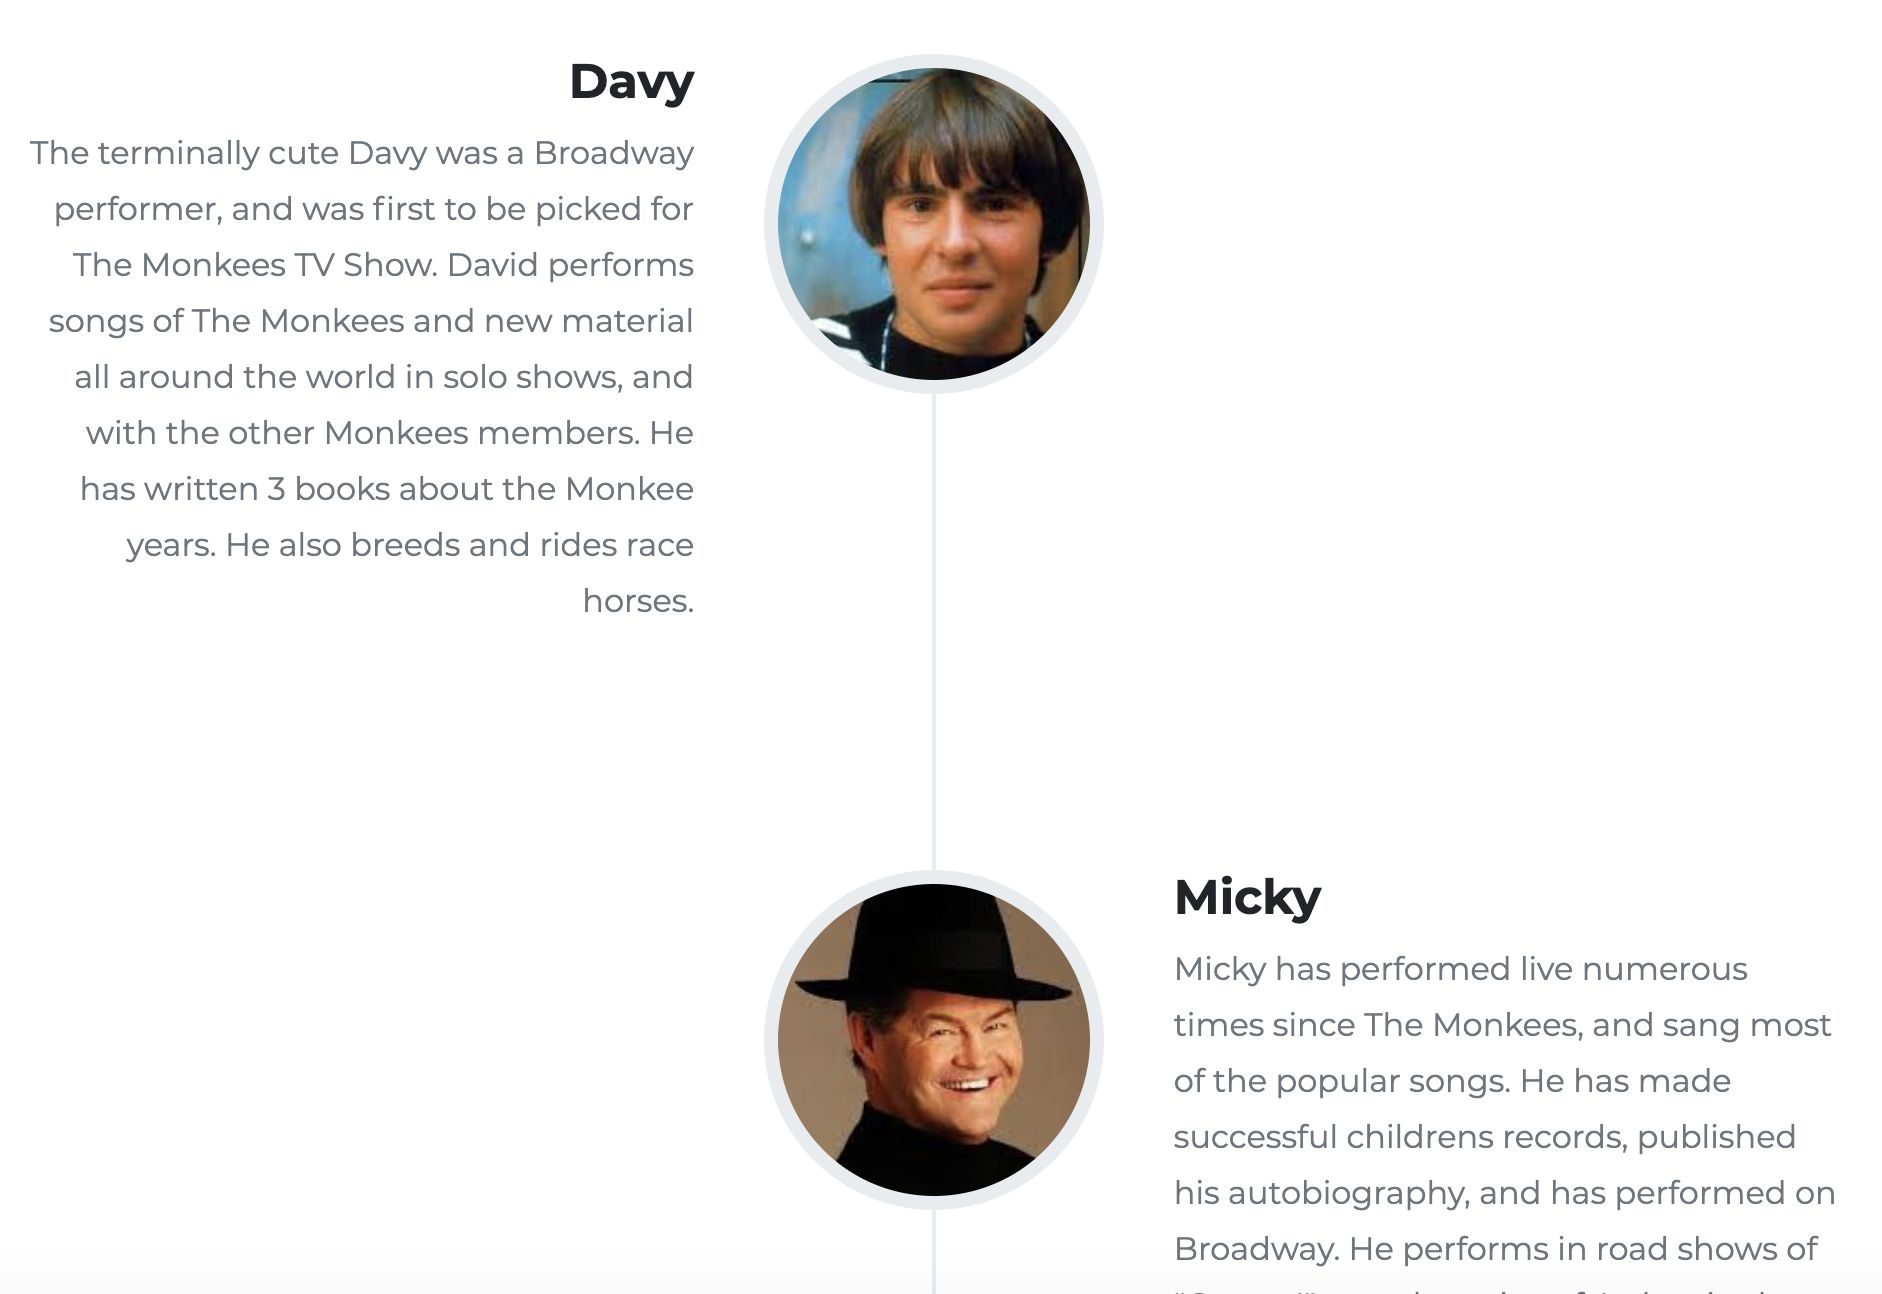 Davy
The terminally cute Davy was a Broadway
performer, and was first to be picked for
The Monkees TV Show. David performs
songs of The Monkees and new material
all around the world in solo shows, and
with the other Monkees members. He
has written 3 books about the Monkee
years. He also breeds and rides race
horses.
Micky
Micky has performed live numerous
times since The Monkees, and sang most
of the popular songs. He has made
successful childrens records, published
his autobiography, and has performed on
Broadway. He performs in road shows of